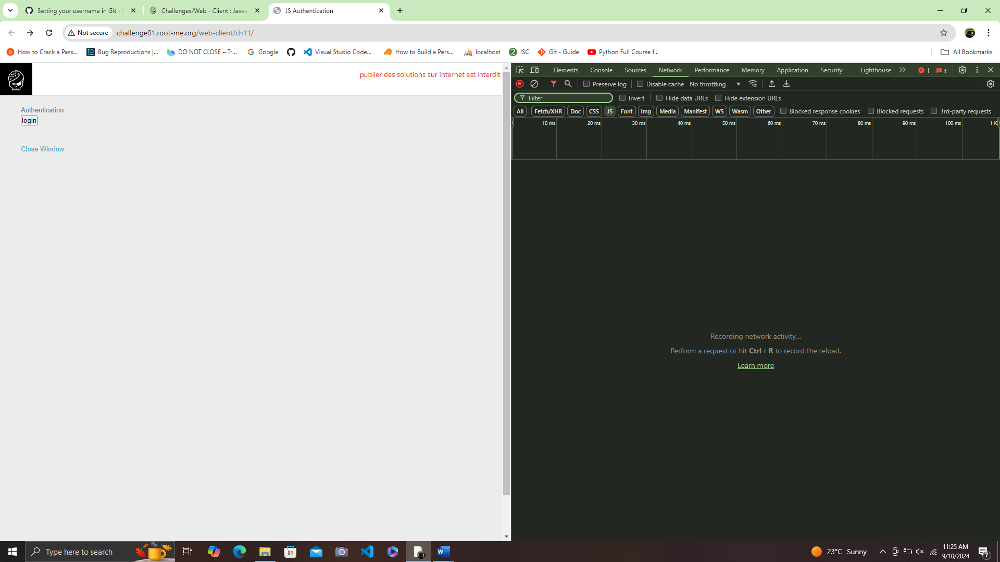 Setting your username in Git - G
Challenges/Web - Client : Javasc
JS Authentication
Not secure
challenge01.root-me.org/web-client/ch11/
How to Crack a Pass...
Bug Reproductions |...
DO NOT CLOSE – Tr...
Google
Visual Studio Code...
How to Build a Pers...
localhost
ISC
Git - Guide
Python Full Course f...
All Bookmarks
publier des solutions sur internet est interdit
Authentication
login
Close Window
Elements Console Sources Network Performance Memory Application Security Lighthouse 1 4
Preserve log Disable cache No throttling
Filter Invert Hide data URLs Hide extension URLs
All Fetch/XHR Doc CSS JS Font Img Media Manifest WS Wasm Other Blocked response cookies Blocked requests 3rd-party requests
10 ms 20 ms 30 ms 40 ms 50 ms 60 ms 70 ms 80 ms 90 ms 100 ms 110
Recording network activity...
Perform a request or hit Ctrl + R to record the reload.
Learn more
Type here to search
23°C Sunny
11:25 AM
9/10/2024
7